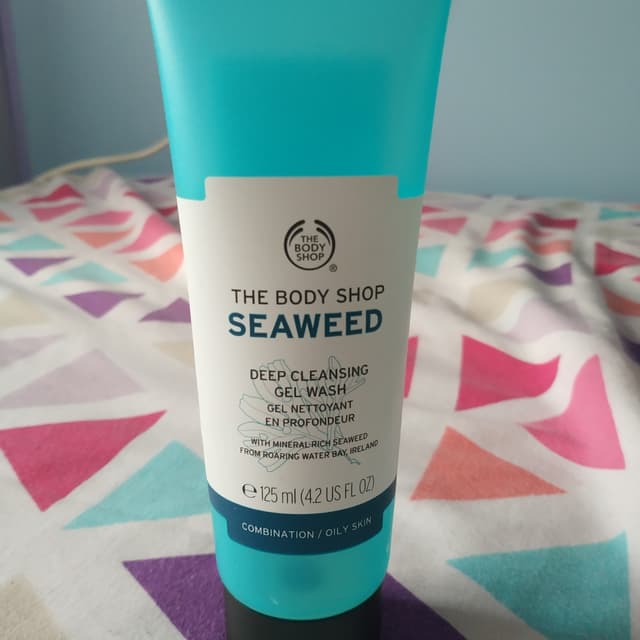 THE
BODY
SHOP
®
THE BODY SHOP
SEAWEED
DEEP CLEANSING
GEL WASH
GEL NETTOYANT
EN PROFONDEUR
WITH MINERAL-RICH SEAWEED
FROM ROARING WATER BAY, IRELAND
℮ 125 ml (4.2 US FL OZ)
COMBINATION / OILY SKIN